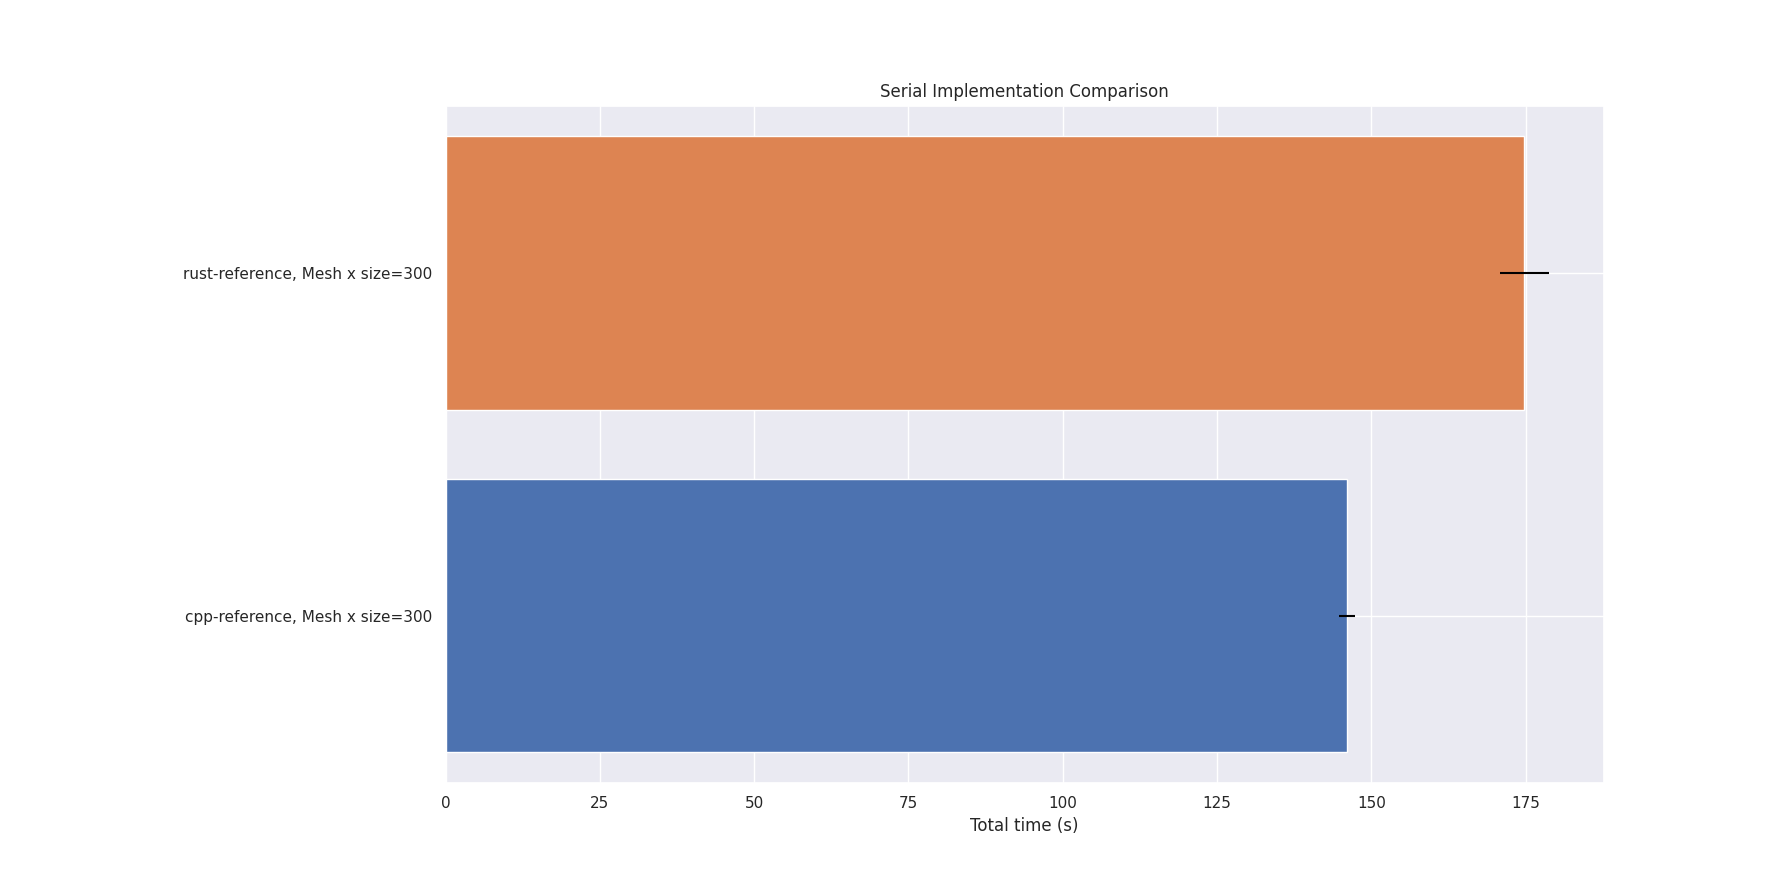 Serial Implementation Comparison
rust-reference, Mesh x size=300
cpp-reference, Mesh x size=300
0 25 50 75 100 125 150 175
Total time (s)